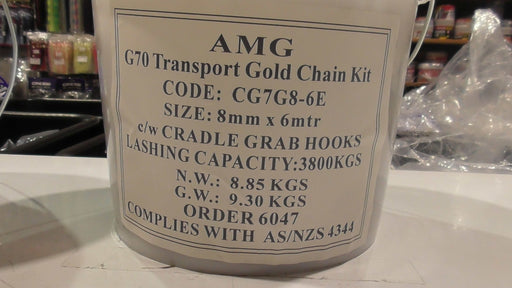 AMG
G70 Transport Gold Chain Kit
CODE: CG7G8-6E
SIZE: 8mm x 6mtr
c/w CRADLE GRAB HOOKS
LASHING CAPACITY:3800KGS
N.W.: 8.85 KGS
G.W.: 9.30 KGS
ORDER 6047
COMPLIES WITH AS/NZS 4344